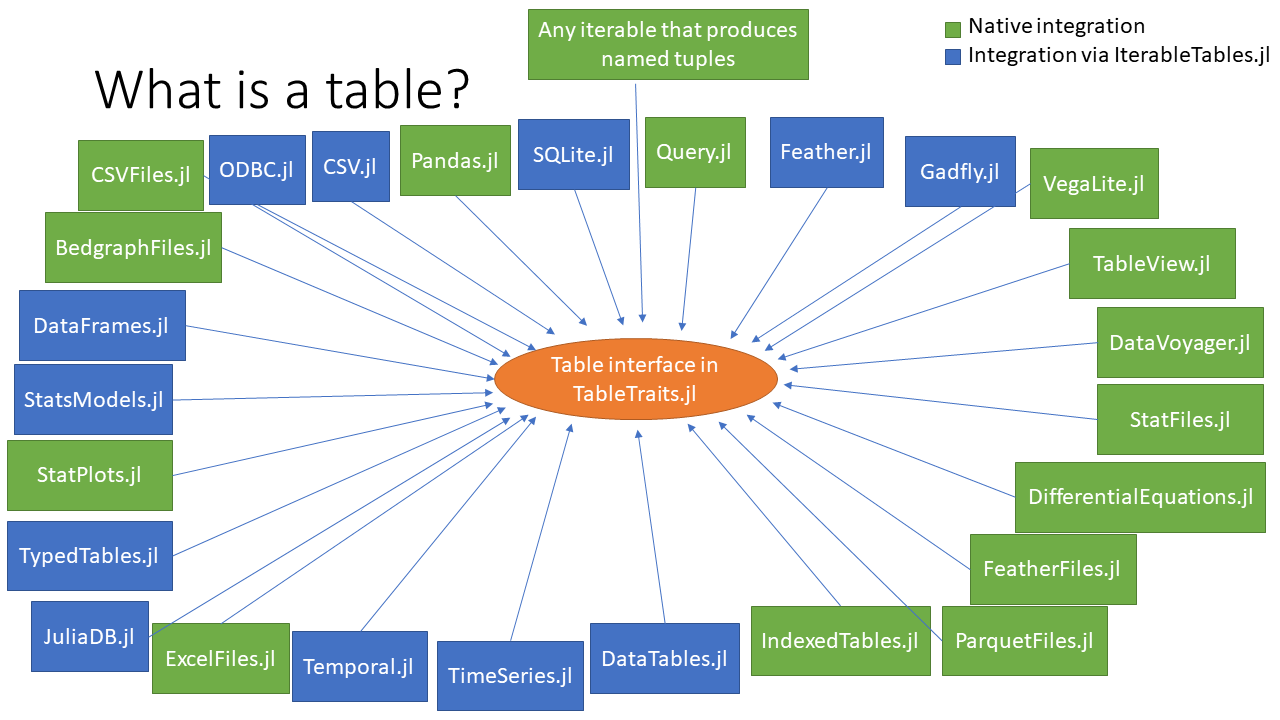 Any iterable that produces
named tuples
Native integration
Integration via IterableTables.jl
What is a table?
CSVFiles.jl
ODBC.jl
CSV.jl
Pandas.jl
SQLite.jl
Query.jl
Feather.jl
Gadfly.jl
VegaLite.jl
BedgraphFiles.jl
TableView.jl
DataFrames.jl
DataVoyager.jl
Table interface in
TableTraits.jl
StatsModels.jl
StatFiles.jl
StatPlots.jl
DifferentialEquations.jl
TypedTables.jl
FeatherFiles.jl
JuliaDB.jl
ExcelFiles.jl
Temporal.jl
TimeSeries.jl
DataTables.jl
IndexedTables.jl
ParquetFiles.jl